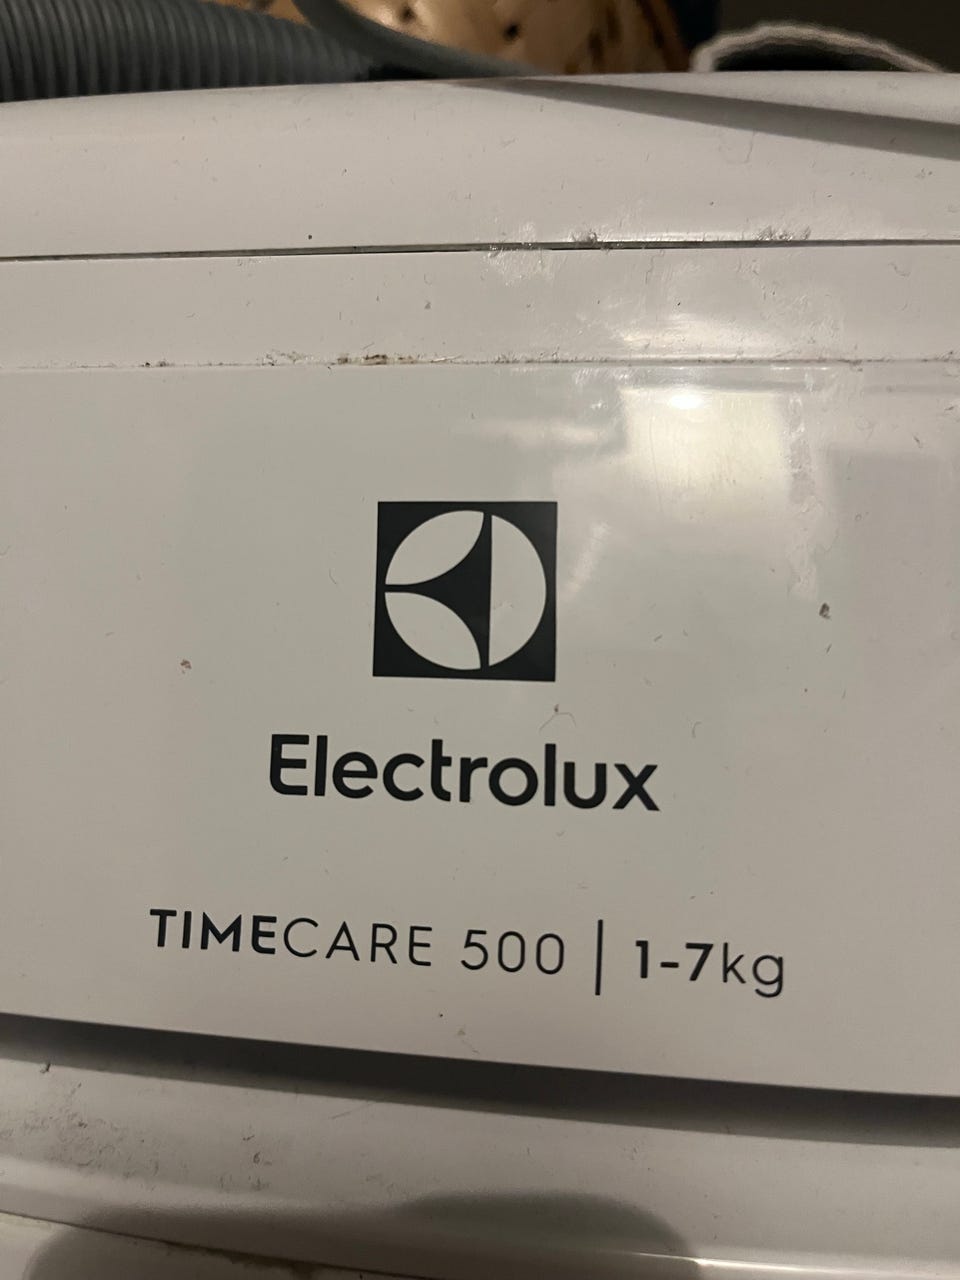 Electrolux
TIMECARE 500 | 1-7kg